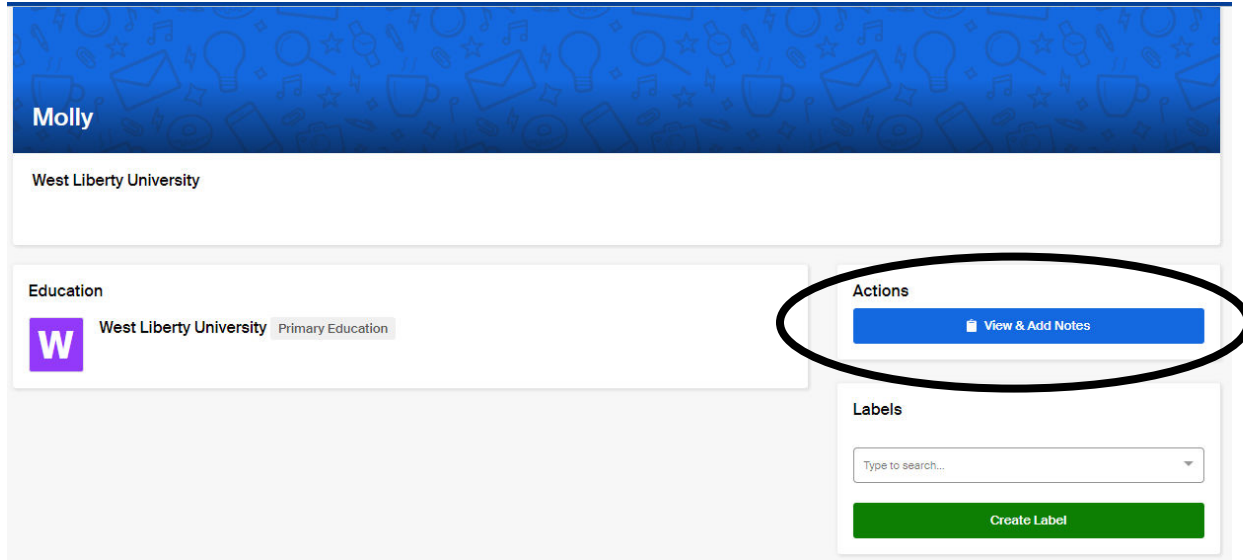 Molly
West Liberty University
Education
W
West Liberty University Primary Education
Actions
View & Add Notes
Labels
Type to search...
Create Label